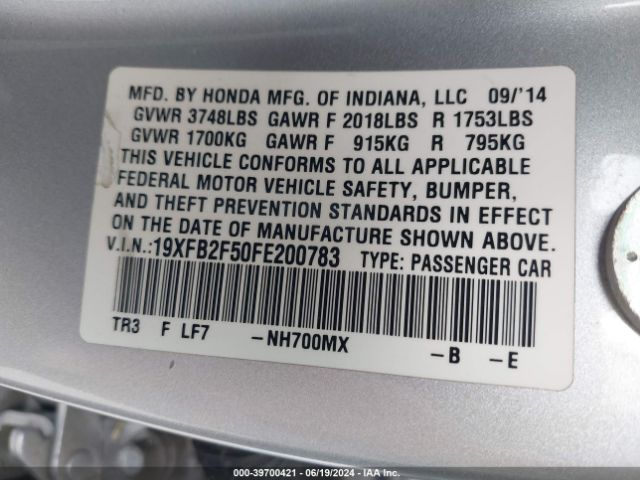 MFD. BY HONDA MFG. OF INDIANA, LLC 09/'14
GVWR 3748LBS GAWR F 2018LBS R 1753LBS
GVWR 1700KG GAWR F 915KG R 795KG
THIS VEHICLE CONFORMS TO ALL APPLICABLE
FEDERAL MOTOR VEHICLE SAFETY, BUMPER,
AND THEFT PREVENTION STANDARDS IN EFFECT
ON THE DATE OF MANUFACTURE SHOWN ABOVE.
V.I.N.:19XFB2F50FE200783 TYPE: PASSENGER CAR
TR3 F LF7 -NH700MX -B -E
000-39700421 - 06/19/2024 - IAA Inc.